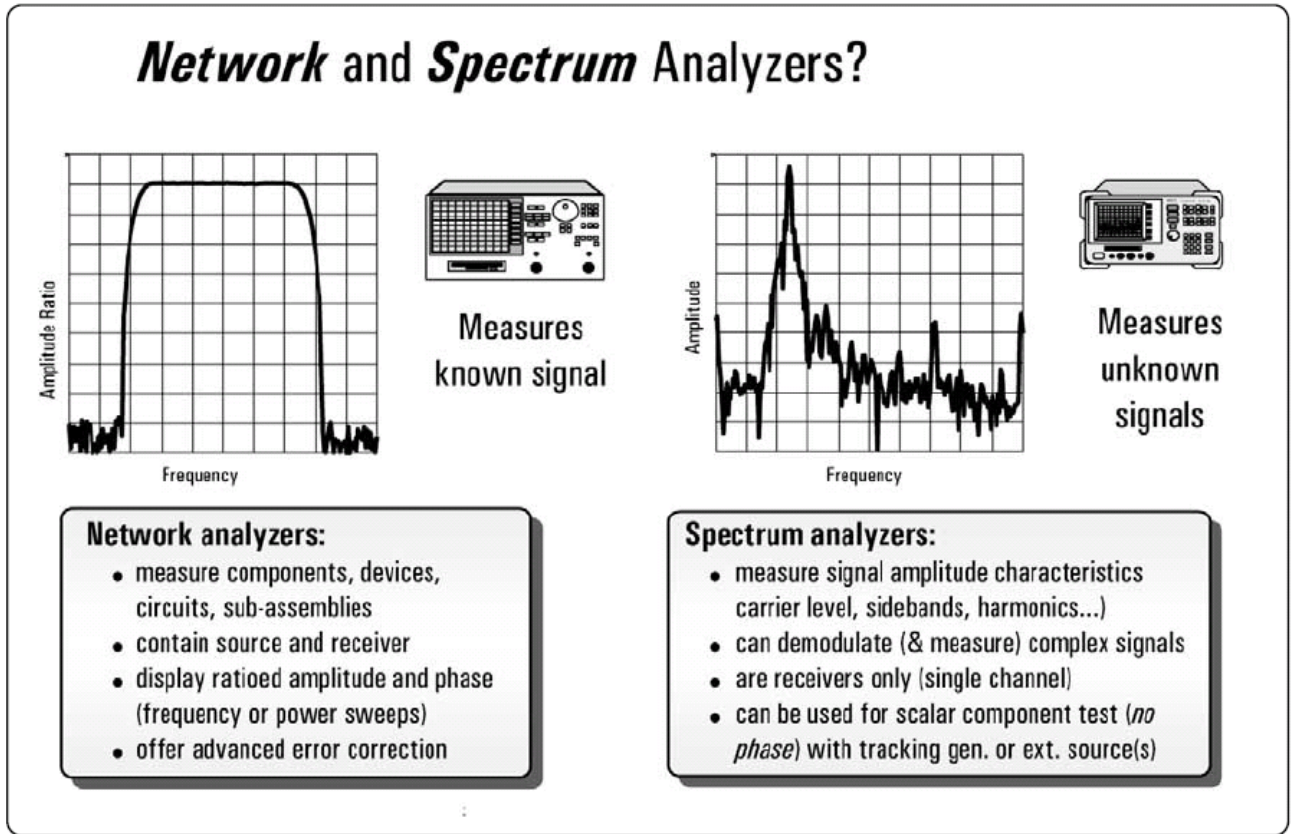 Network and Spectrum Analyzers?
Amplitude Ratio
Frequency
Measures
known signal
Amplitude
Frequency
Measures
unknown
signals
Network analyzers:
• measure components, devices,
circuits, sub-assemblies
• contain source and receiver
• display ratioed amplitude and phase
(frequency or power sweeps)
• offer advanced error correction
Spectrum analyzers:
• measure signal amplitude characteristics
carrier level, sidebands, harmonics...)
• can demodulate (& measure) complex signals
• are receivers only (single channel)
• can be used for scalar component test (no
phase) with tracking gen. or ext. source(s)